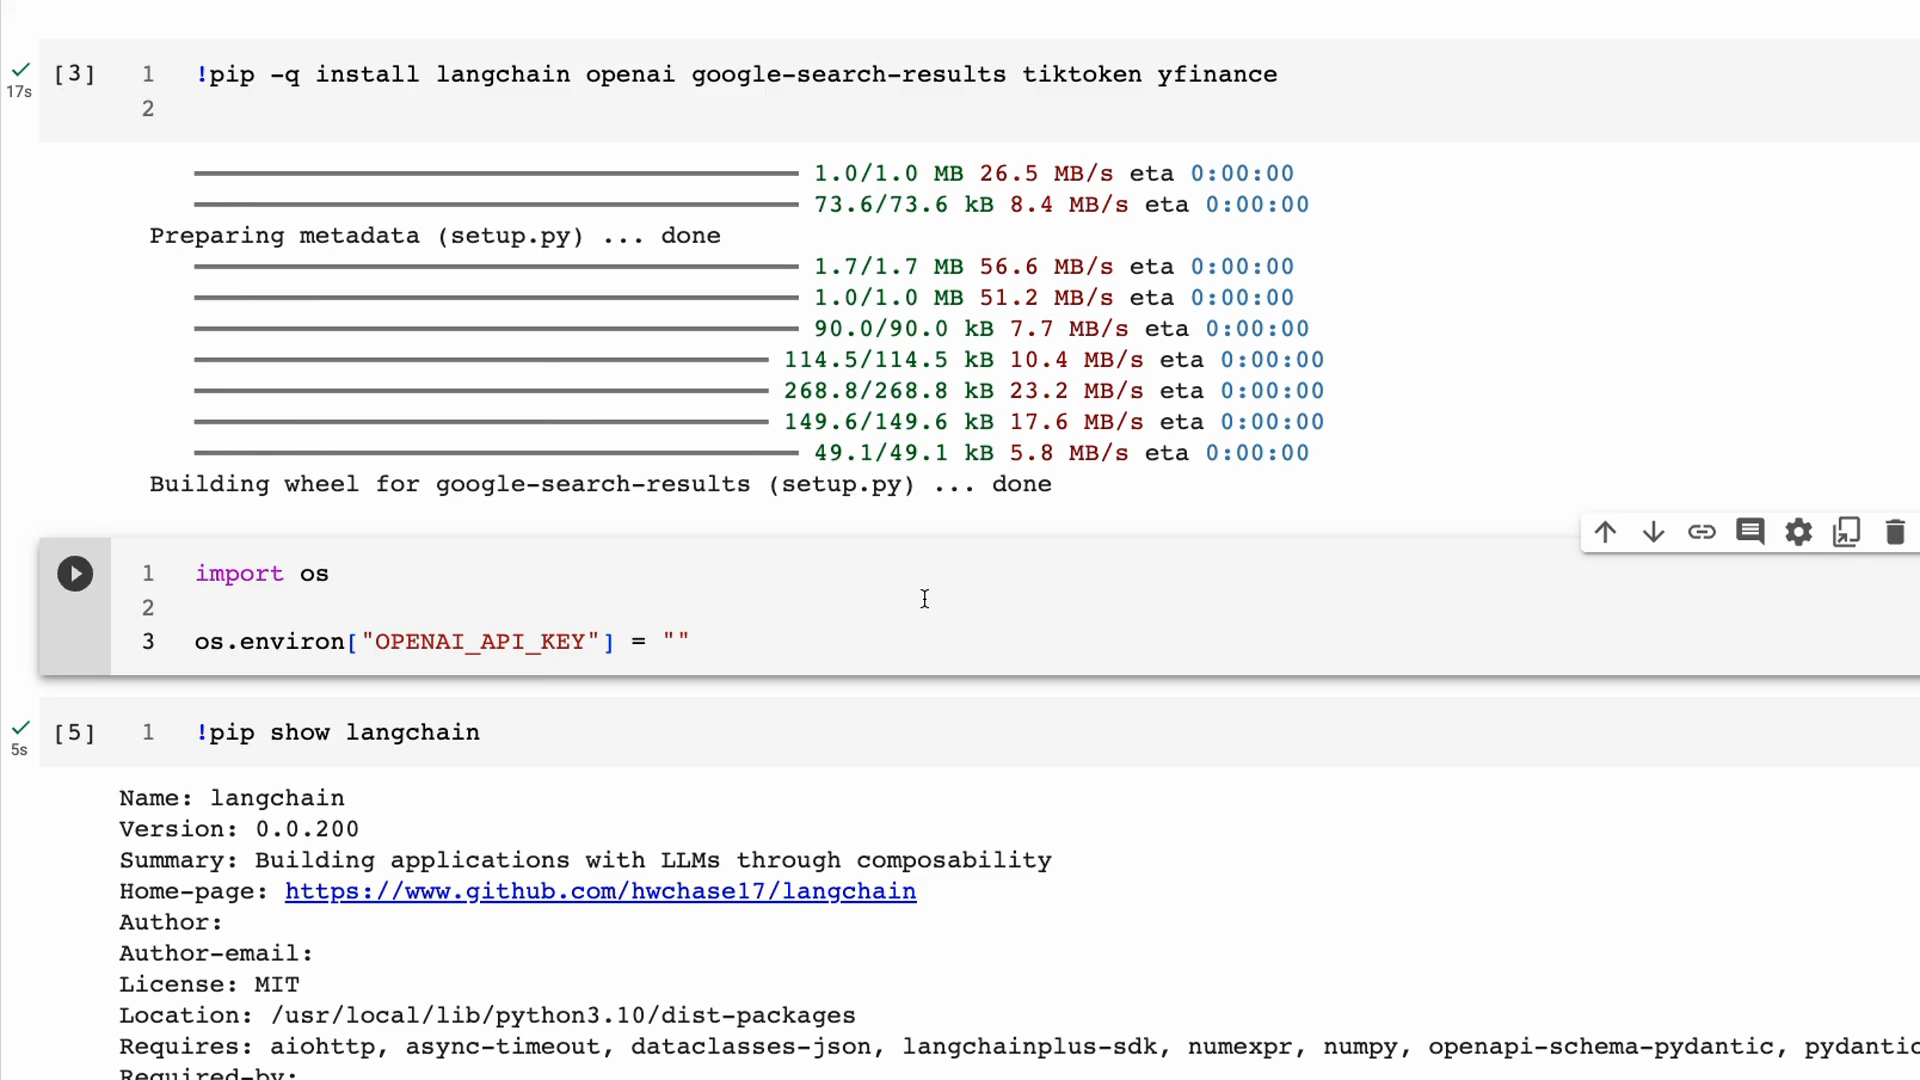 [3] 1 !pip -q install langchain openai google-search-results tiktoken yfinance
17s
2
1.0/1.0 MB 26.5 MB/s eta 0:00:00
73.6/73.6 kB 8.4 MB/s eta 0:00:00
Preparing metadata (setup.py) ... done
1.7/1.7 MB 56.6 MB/s eta 0:00:00
1.0/1.0 MB 51.2 MB/s eta 0:00:00
90.0/90.0 kB 7.7 MB/s eta 0:00:00
114.5/114.5 kB 10.4 MB/s eta 0:00:00
268.8/268.8 kB 23.2 MB/s eta 0:00:00
149.6/149.6 kB 17.6 MB/s eta 0:00:00
49.1/49.1 kB 5.8 MB/s eta 0:00:00
Building wheel for google-search-results (setup.py) ... done
1 import os
2
3 os.environ["OPENAI_API_KEY"] = ""
[5] 1 !pip show langchain
5s
Name: langchain
Version: 0.0.200
Summary: Building applications with LLMs through composability
Home-page: https://www.github.com/hwchase17/langchain
Author:
Author-email:
License: MIT
Location: /usr/local/lib/python3.10/dist-packages
Requires: aiohttp, async-timeout, dataclasses-json, langchainplus-sdk, numexpr, numpy, openapi-schema-pydantic, pydantic
Required-by: